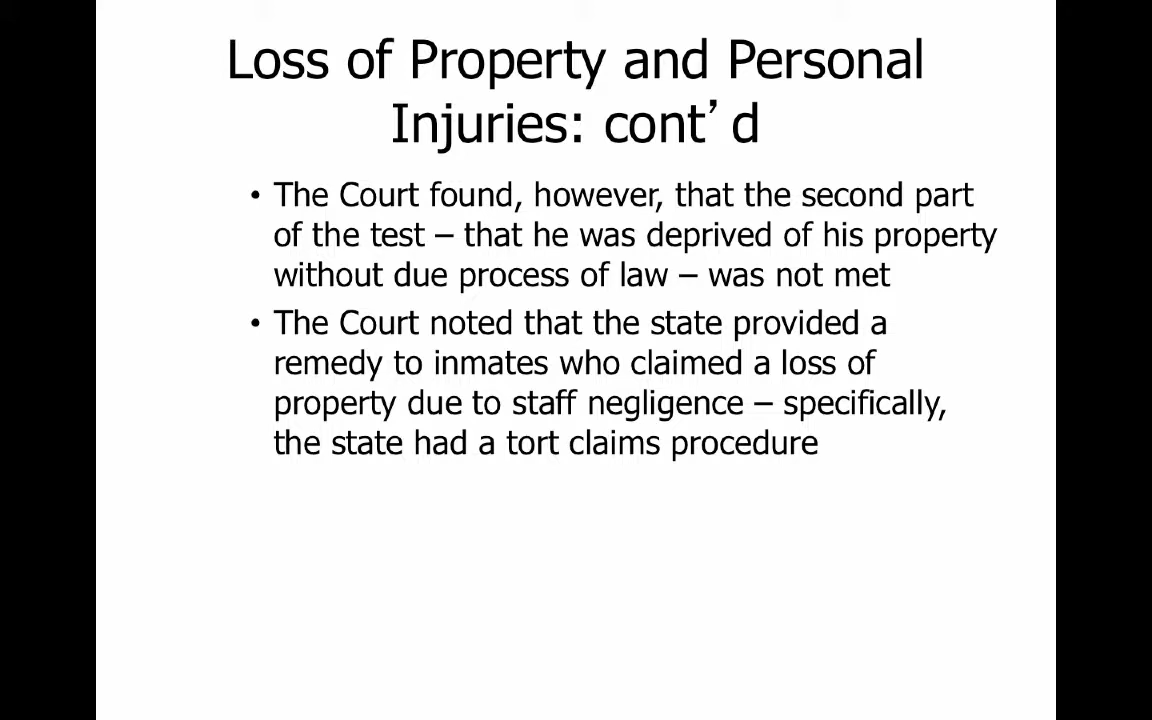 Loss of Property and Personal
Injuries: cont’d
• The Court found, however, that the second part
of the test – that he was deprived of his property
without due process of law – was not met
• The Court noted that the state provided a
remedy to inmates who claimed a loss of
property due to staff negligence – specifically,
the state had a tort claims procedure